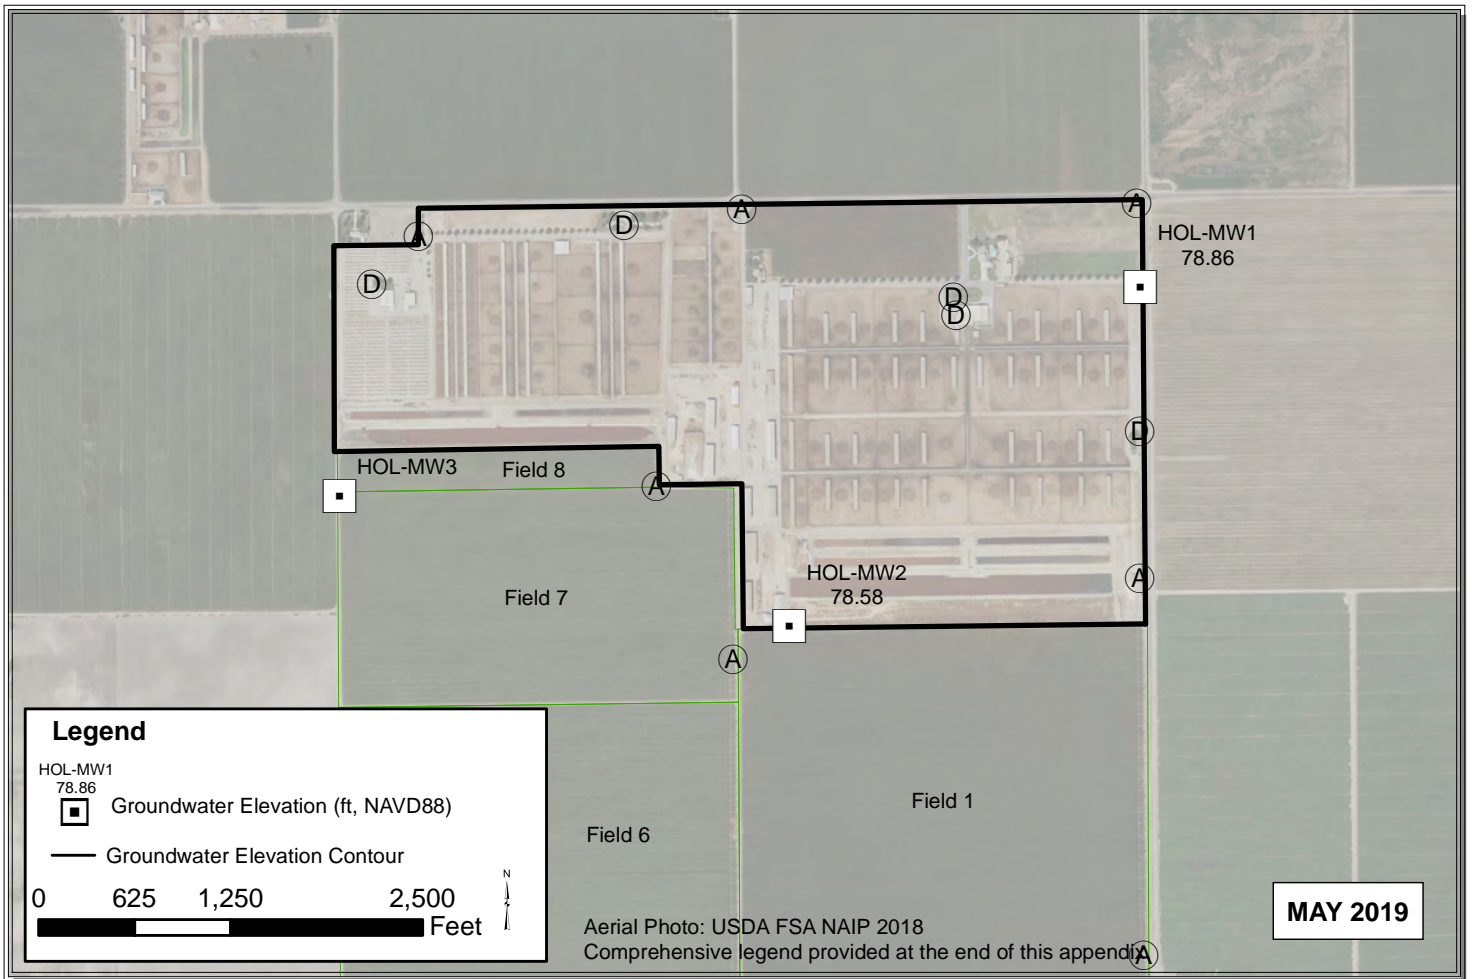 A
A
A
D
HOL-MW1
78.86
D
D
D
D
HOL-MW3
Field 8
A
HOL-MW2
78.58
A
Field 7
A
Legend
HOL-MW1
78.86
Groundwater Elevation (ft, NAVD88)
Groundwater Elevation Contour
0 625 1,250 2,500
Feet
N
Field 6
Field 1
MAY 2019
Aerial Photo: USDA FSA NAIP 2018
Comprehensive legend provided at the end of this appendix
A